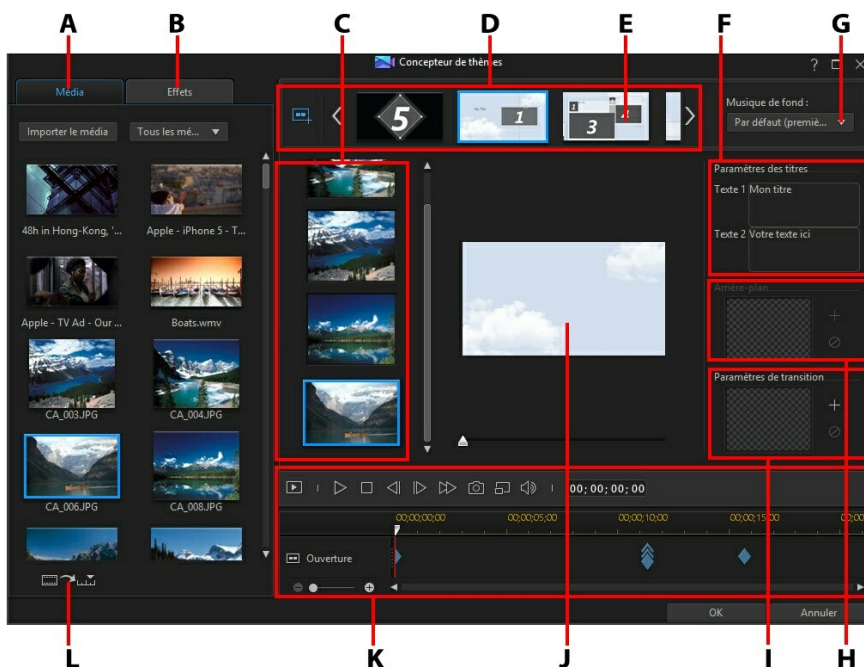 A B C D E F G
Concepteur de thèmes
Média Effets
Importer le média Tous les mé...
5 1 1 3 4
Musique de fond :
Par défaut (premiè...
48h in Hong-Kong, '... Apple - iPhone 5 - T...
Paramètres des titres
Texte 1 Mon titre
Texte 2 Votre texte ici
Apple - TV Ad - Our ... Boats.wmv
Arrière-plan
CA_003.JPG CA_004.JPG
Paramètres de transition
CA_006.JPG CA_008.JPG
00; 00; 00; 00
00;00;00;00 00;00;05;00 00;00;10;00 00;00;15;00 00;00
Ouverture
OK Annuler
L K J I H